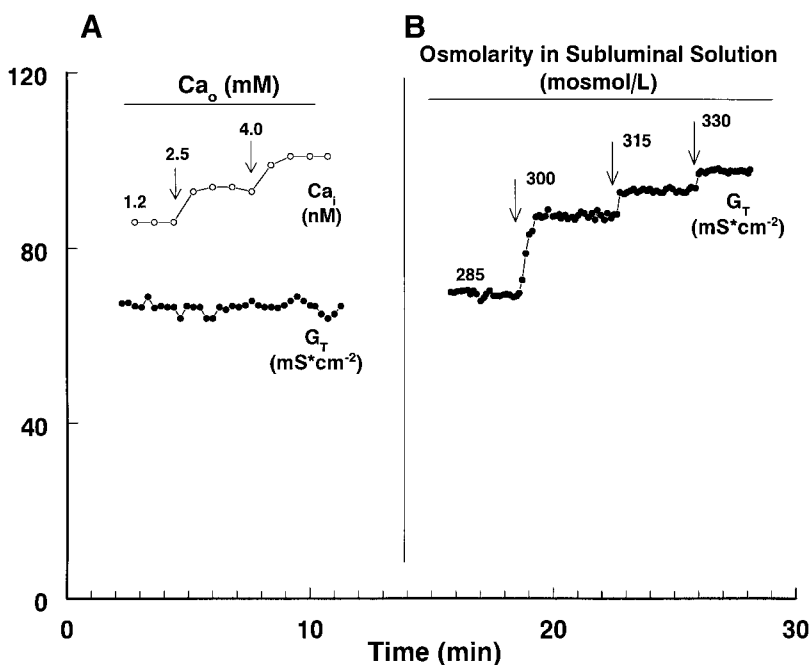 A
B
Osmolarity in Subluminal Solution
(mosmol/L)
120
Ca_o (mM)
4.0
2.5
1.2
Ca_i
(nM)
330
315
300
285
G_T
(mS*cm-2)
80
G_T
(mS*cm-2)
40
0
0
10
20
30
Time (min)